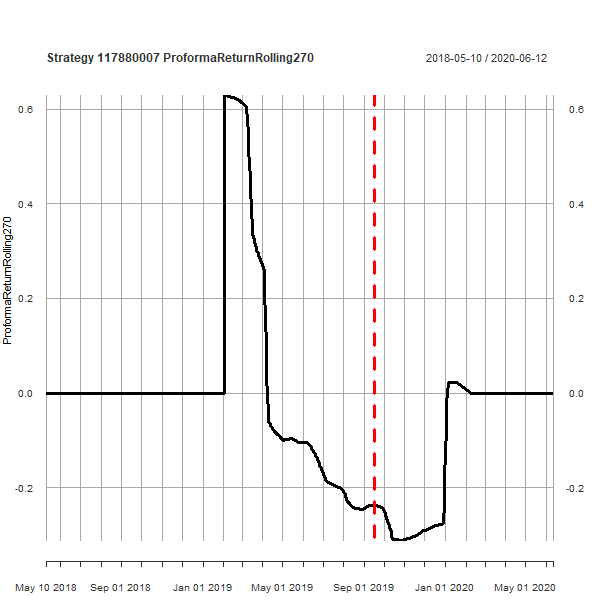 Strategy 117880007 ProformaReturnRolling270
2018-05-10 / 2020-06-12
ProformaReturnRolling270
0.6
0.4
0.2
0.0
-0.2
0.6
0.4
0.2
0.0
-0.2
May 10 2018
Sep 01 2018
Jan 01 2019
May 01 2019
Sep 01 2019
Jan 01 2020
May 01 2020